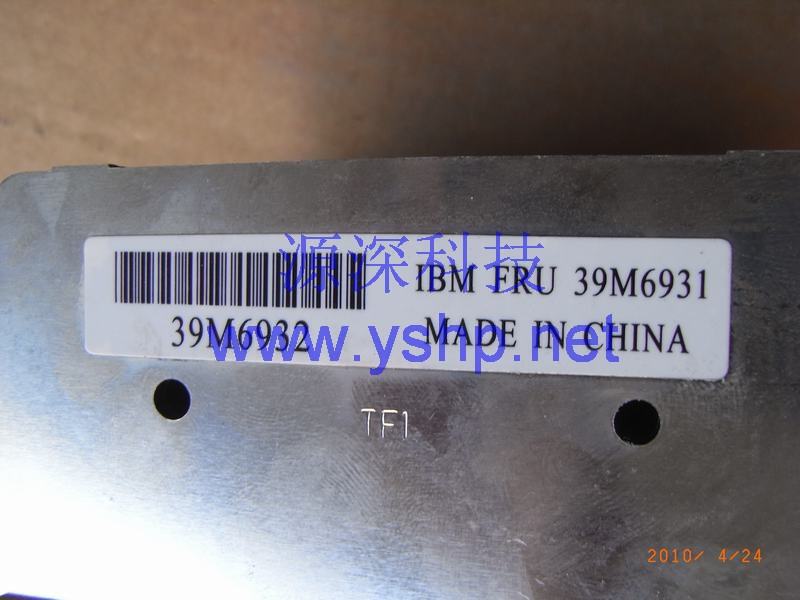 源深科技
IBM FRU 39M6931
39M6932
MADE IN CHINA
www.yshp.net
TF1
2010/ 4/24